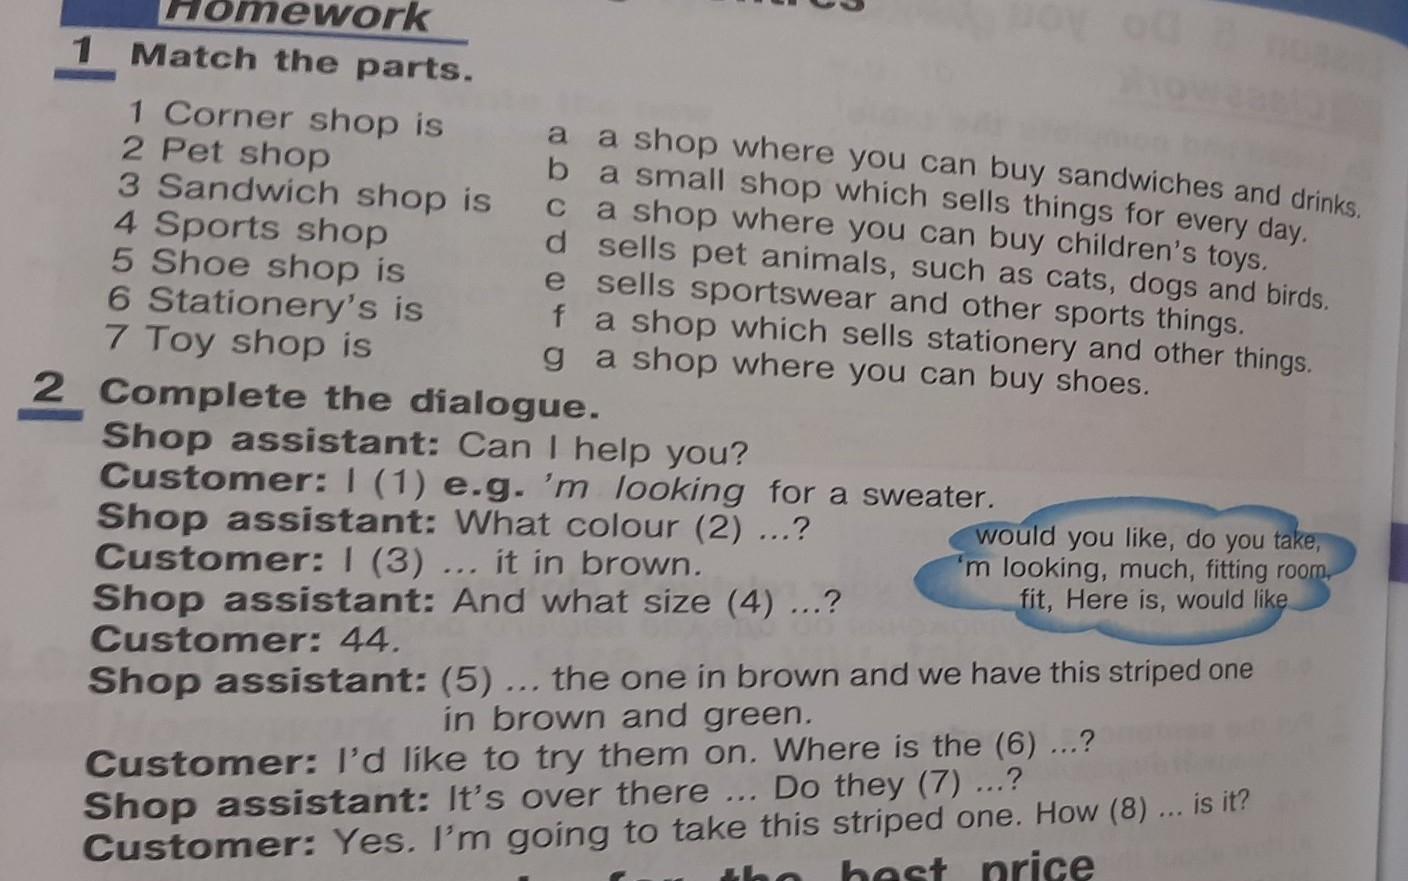 Homework
1 Match the parts.
1 Corner shop is
2 Pet shop
3 Sandwich shop is
4 Sports shop
5 Shoe shop is
6 Stationery's is
7 Toy shop is
a a shop where you can buy sandwiches and drinks.
b a small shop which sells things for every day.
c a shop where you can buy children's toys.
d sells pet animals, such as cats, dogs and birds.
e sells sportswear and other sports things.
f a shop which sells stationery and other things.
g a shop where you can buy shoes.
2 Complete the dialogue.
Shop assistant: Can I help you?
Customer: I (1) e.g. 'm looking for a sweater.
Shop assistant: What colour (2) ...?
Customer: I (3) ... it in brown.
Shop assistant: And what size (4) ...?
Customer: 44.
Shop assistant: (5) ... the one in brown and we have this striped one
in brown and green.
Customer: I'd like to try them on. Where is the (6) ...?
Shop assistant: It's over there ... Do they (7) ...?
Customer: Yes. I'm going to take this striped one. How (8) ... is it?
would you like, do you take,
'm looking, much, fitting room,
fit, Here is, would like
the best price